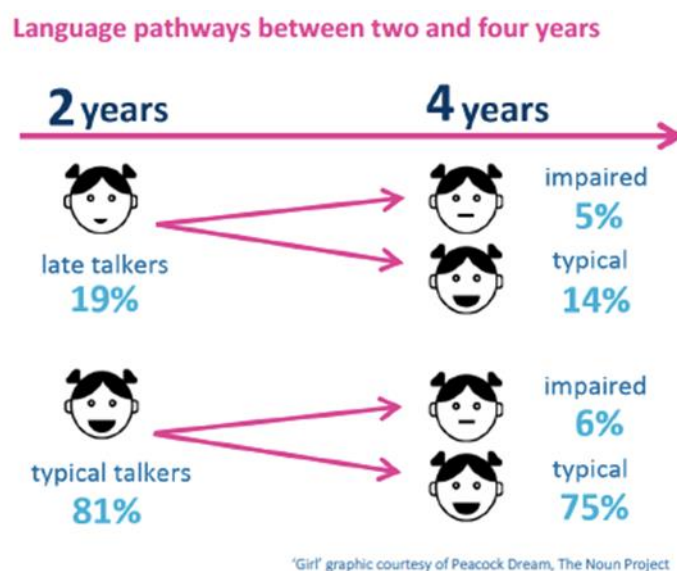 Language pathways between two and four years
2 years
4 years
late talkers
19%
impaired
5%
typical
14%
typical talkers
81%
impaired
6%
typical
75%
'Girl' graphic courtesy of Peacock Dream, The Noun Project